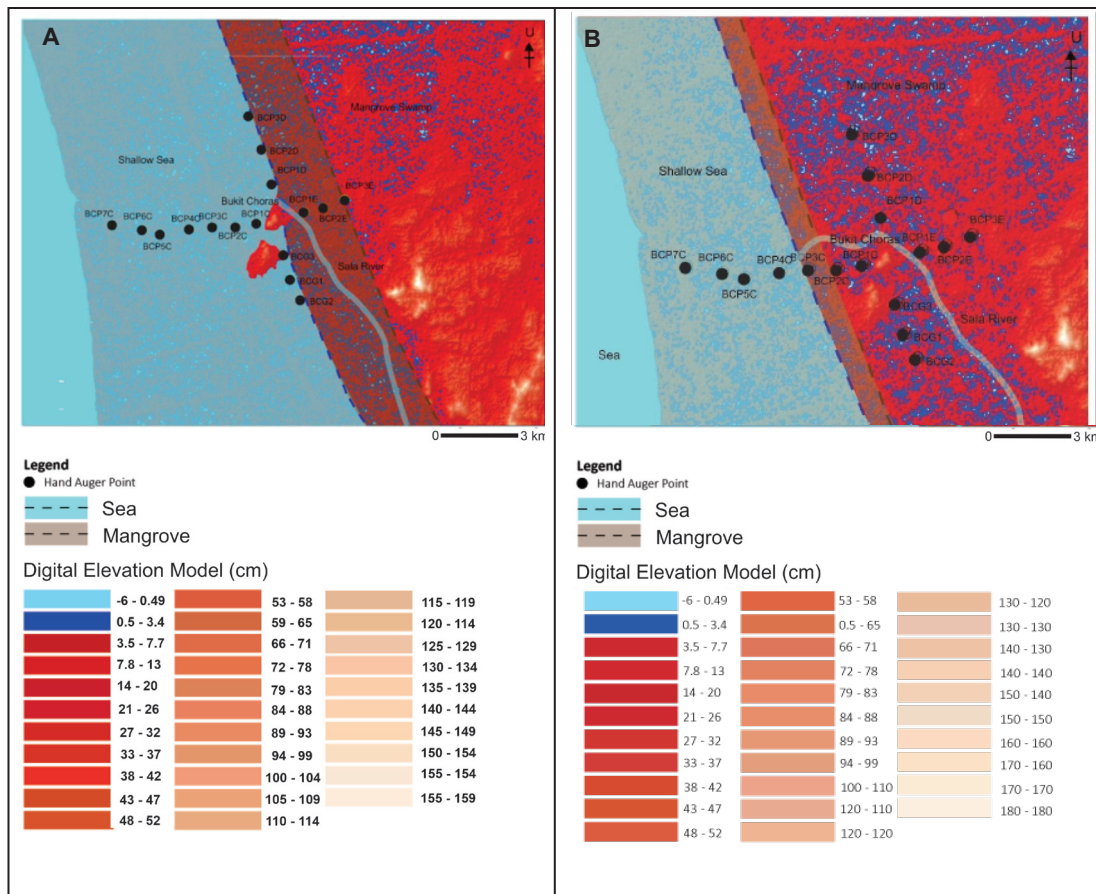 A
U
Mangrove Swamp
BCP3D
Shallow Sea
BCP2D
BCP1D
BCP3E
Bukit Choras
BCP1E
BCP7C
BCP6C
BCP4C
BCP3C
BCP1C
BCP2E
BCP5C
BCP2C
BCG3
Sala River
BCG1
BCG2
0 3 km
Legend
Hand Auger Point
Sea
Mangrove
Digital Elevation Model (cm)
-6 - 0.49
0.5 - 3.4
3.5 - 7.7
7.8 - 13
14 - 20
21 - 26
27 - 32
33 - 37
38 - 42
43 - 47
48 - 52
53 - 58
59 - 65
66 - 71
72 - 78
79 - 83
84 - 88
89 - 93
94 - 99
100 - 104
105 - 109
110 - 114
115 - 119
120 - 114
125 - 129
130 - 134
135 - 139
140 - 144
145 - 149
150 - 154
155 - 154
155 - 159
B
U
Mangrove Swamp
BCP3D
Shallow Sea
BCP2D
BCP1D
BCP3E
Bukit Choras
BCP1E
BCP7C
BCP4C
BCP3C
BCP1C
BCP2E
BCP6C
BCP5C
BCP2C
BCG3
Sala River
BCG1
Sea
BCG2
0 3 km
Legend
Hand Auger Point
Sea
Mangrove
Digital Elevation Model (cm)
-6 - 0.49
0.5 - 3.4
3.5 - 7.7
7.8 - 13
14 - 20
21 - 26
27 - 32
33 - 37
38 - 42
43 - 47
48 - 52
53 - 58
0.5 - 65
66 - 71
72 - 78
79 - 83
84 - 88
89 - 93
94 - 99
100 - 110
120 - 110
120 - 120
130 - 120
130 - 130
140 - 130
140 - 140
150 - 140
150 - 150
160 - 160
170 - 160
170 - 170
180 - 180